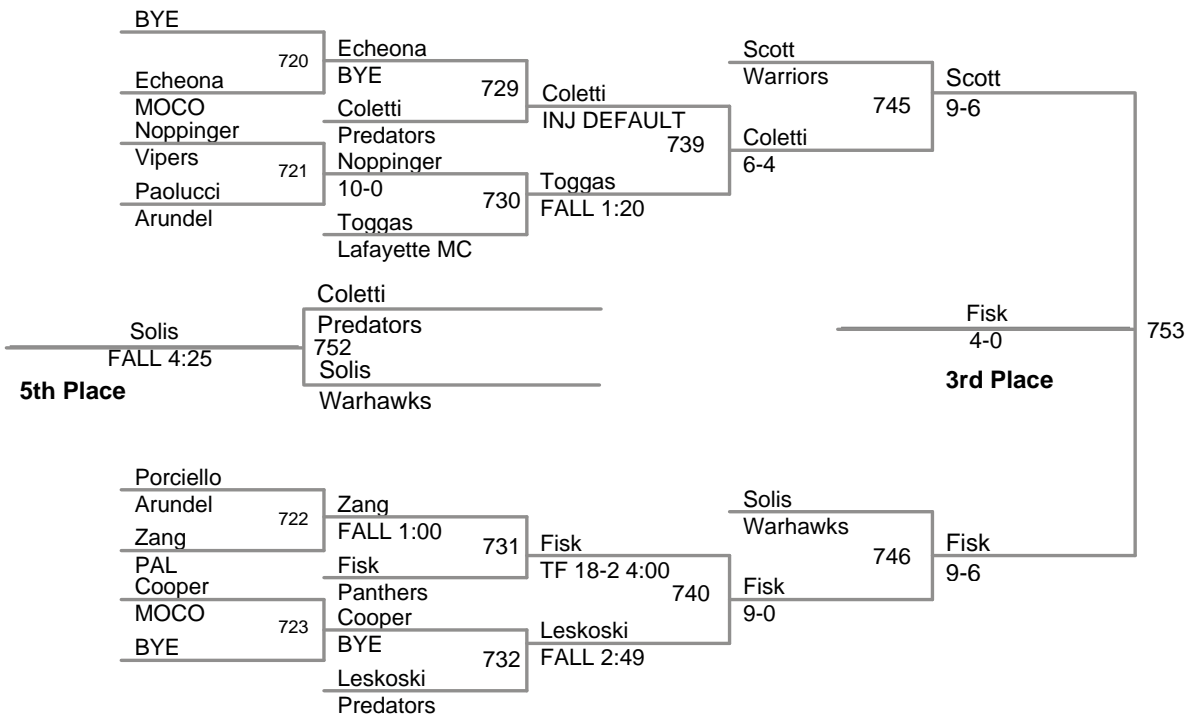 BYE
720
Echeona
MOCO
Noppinger
Vipers
721
Paolucci
Arundel
Echeona
BYE
729
Coletti
Predators
Noppinger
10-0
730
Toggas
Lafayette MC
Coletti
INJ DEFAULT
739
Toggas
FALL 1:20
Scott
Warriors
745
Coletti
6-4
Scott
9-6
Coletti
Predators
752
Solis
Warhawks
Solis
FALL 4:25
5th Place
Fisk
4-0
753
3rd Place
Porciello
Arundel
722
Zang
PAL
Cooper
MOCO
723
BYE
Zang
FALL 1:00
731
Fisk
Panthers
Cooper
BYE
732
Leskoski
Predators
Fisk
TF 18-2 4:00
740
Leskoski
FALL 2:49
Solis
Warhawks
746
Fisk
9-0
Fisk
9-6